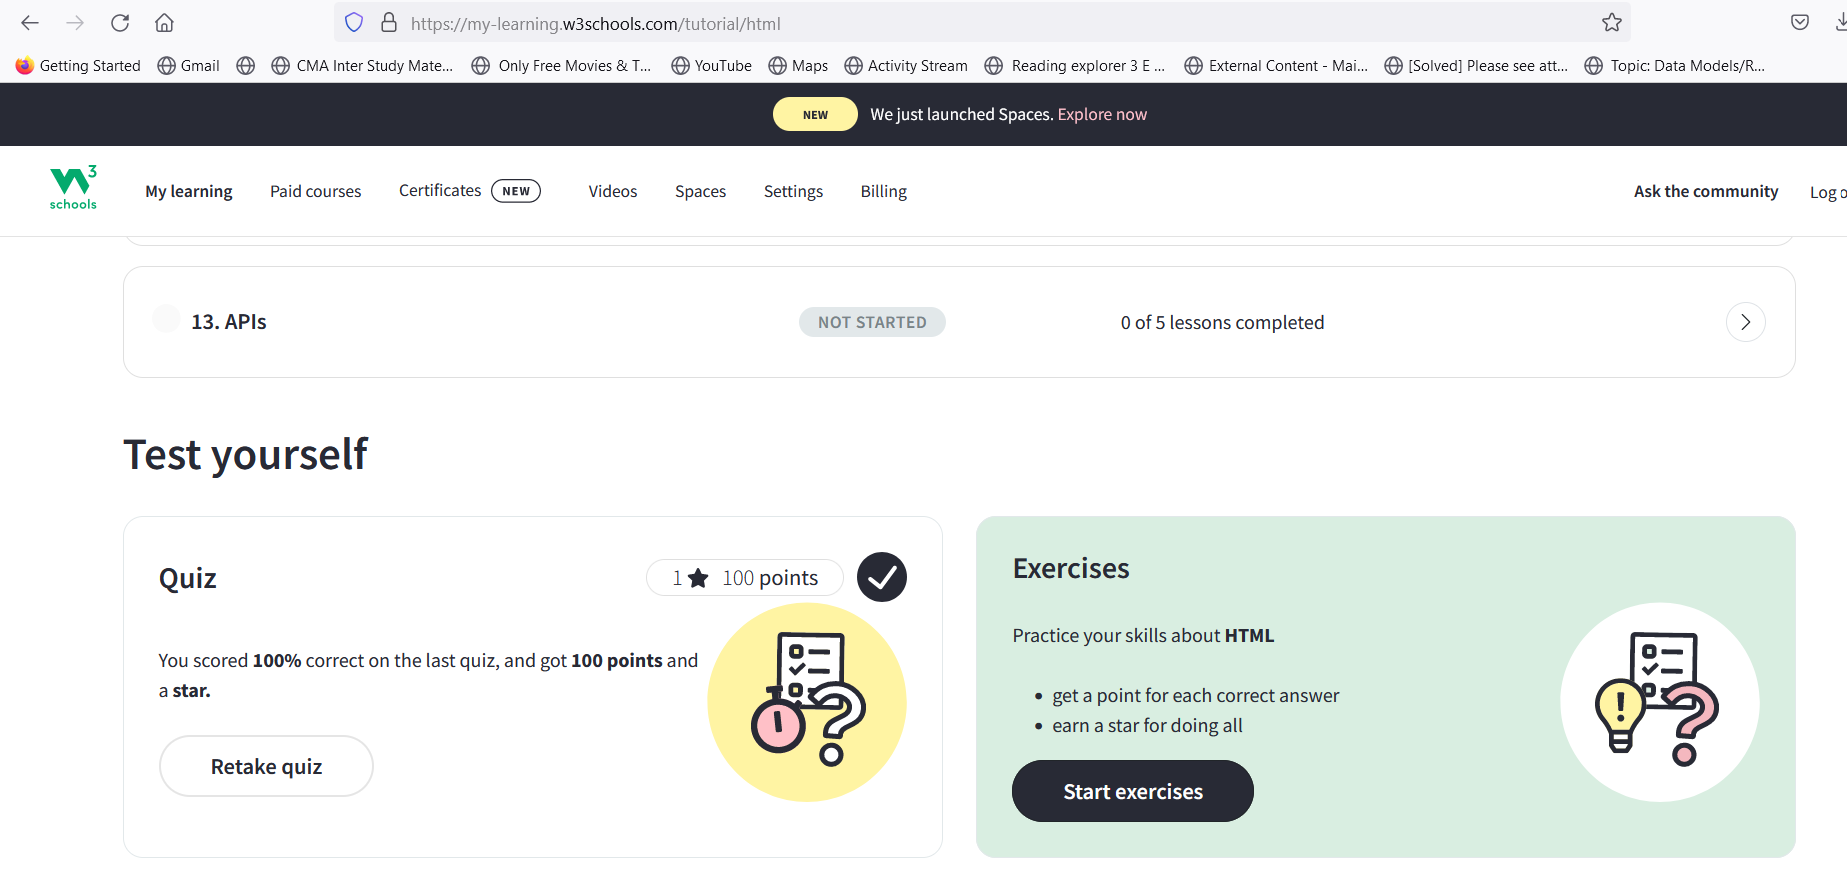 https://my-learning.w3schools.com/tutorial/html
Getting Started Gmail CMA Inter Study Mate... Only Free Movies & T... YouTube Maps Activity Stream Reading explorer 3 E ... External Content - Mai... [Solved] Please see att... Topic: Data Models/R...
NEW We just launched Spaces. Explore now
W3 schools My learning Paid courses Certificates NEW Videos Spaces Settings Billing Ask the community Log o
13. APIs NOT STARTED 0 of 5 lessons completed
Test yourself
Quiz 1 ★ 100 points
You scored 100% correct on the last quiz, and got 100 points and
a star.
Retake quiz
Exercises
Practice your skills about HTML
• get a point for each correct answer
• earn a star for doing all
Start exercises